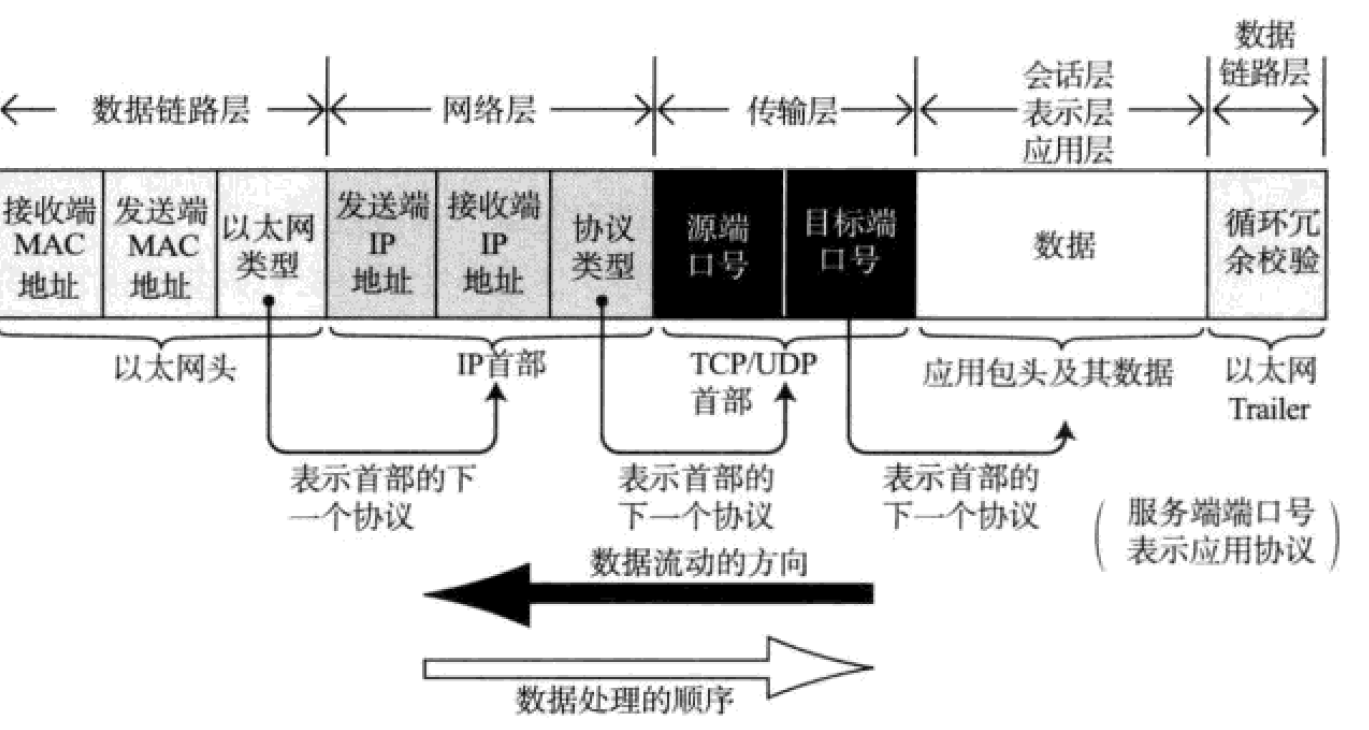 数据
链路层
会话层
表示层
应用层
数据链路层
网络层
传输层
接收端
MAC
地址
发送端
MAC
地址
以太网
类型
发送端
IP
地址
接收端
IP
地址
协议
类型
源端
口号
目标端
口号
数据
循环冗
余校验
以太网头
IP首部
TCP/UDP
首部
应用包头及其数据
以太网
Trailer
表示首部的下
一个协议
表示首部的
下一个协议
表示首部的
下一个协议
(服务端端口号
表示应用协议)
数据流动的方向
数据处理的顺序